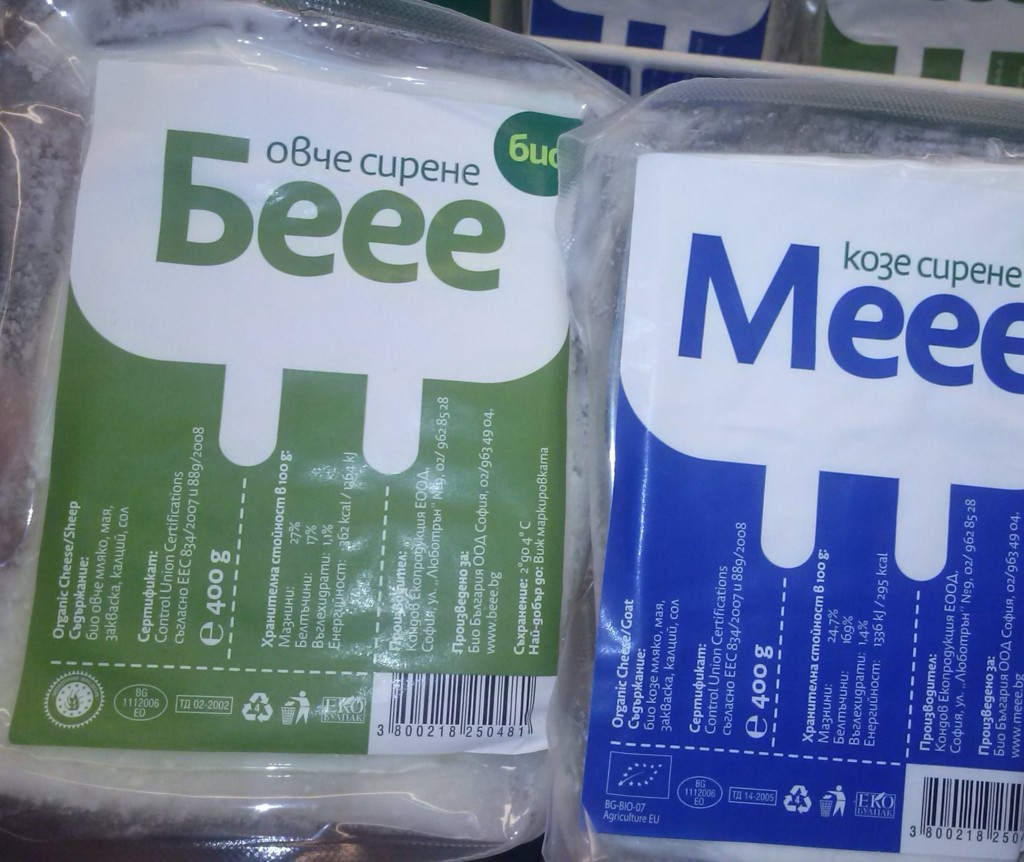 овче сирене
био
Беее
Organic Cheese/Sheep
Съдържание:
био овче мляко, мая,
закваска, калций, сол
Сертификат:
Control Union Certifications
съгласно ЕЕС 834/2007 и 889/2008
e 400 g
Хранителна стойност в 100 g:
Мазнини: 27%
Белтъчини: 17%
Въглехидрати: 1.1%
Енергийност: 362 kcal/
Производител:
Кондов Екопродукция ЕООД,
София, ул. „Люботрън" №9, 02/ 962 85 28
Произведено за:
Био България ООД София, 02/963 49 04,
www.beee.bg
Съхранение: 2° до 4° С
Най-добър до: Виж маркировката
BG
1112006
EO
ТД 02-2002
ЕКО
БУЛПАК
3 800218 250481
козе сирене
Меее
Organic Cheese/Goat
Съдържание:
био козе мляко, мая,
закваска, калций, сол
Сертификат:
Control Union Certifications
съгласно ЕЕС 834/2007 и 889/2008
e 400 g
Хранителна стойност в 100 g:
Мазнини: 24.7%
Белтъчини: 16.9%
Въглехидрати: 1.4%
Енергийност: 1336 kJ / 295 kcal
Производител:
Кондов Екопродукция ЕООД,
София, ул. „Люботрън" №9, 02/ 962 85 28
Произведено за:
Био България ООД София, 02/963 49 04,
www.meee.bg
BG-BIO-07
Agriculture EU
BG
1112006
EO
ТД 14-2005
ЕКО
БУЛПАК
3 800218 250